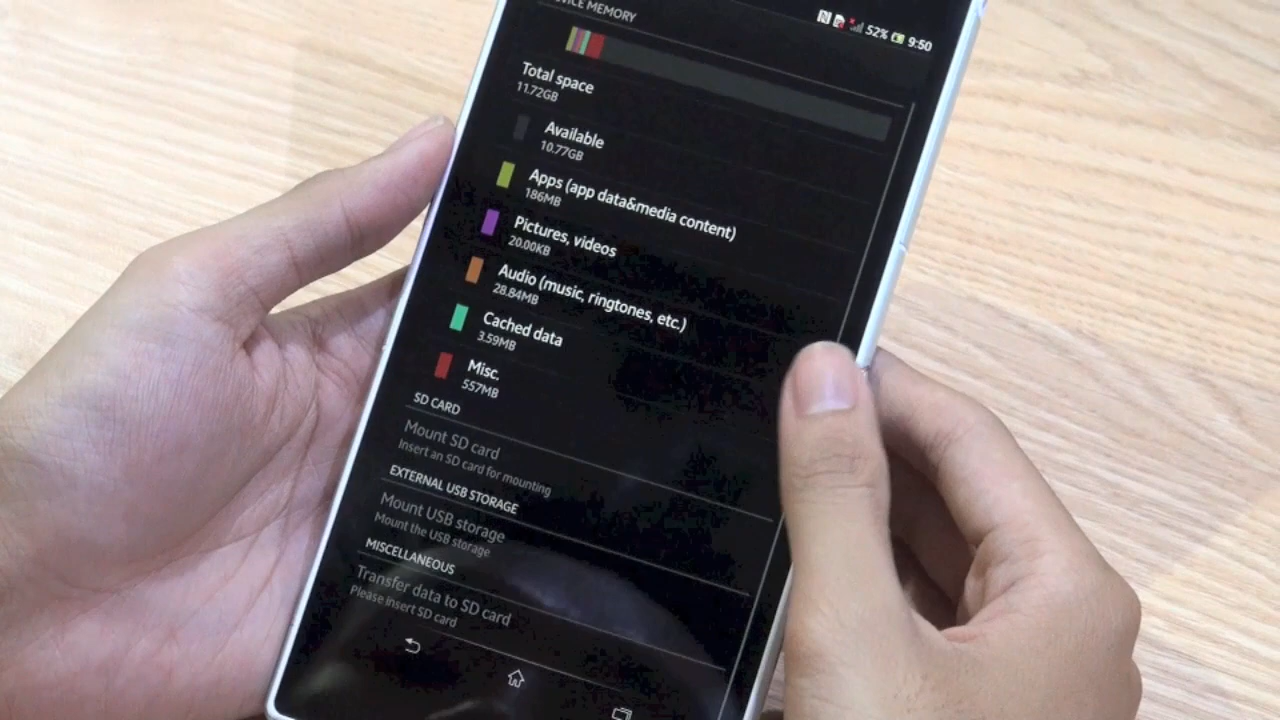 52% 9:50
MEMORY
Total space
11.72GB
Available
10.77GB
Apps (app data&media content)
186MB
Pictures, videos
20.00KB
Audio (music, ringtones, etc.)
28.84MB
Cached data
3.59MB
Misc.
557MB
SD CARD
Mount SD card
Insert an SD card for mounting
EXTERNAL USB STORAGE
Mount USB storage
Mount the USB storage
MISCELLANEOUS
Transfer data to SD card
Please insert SD card